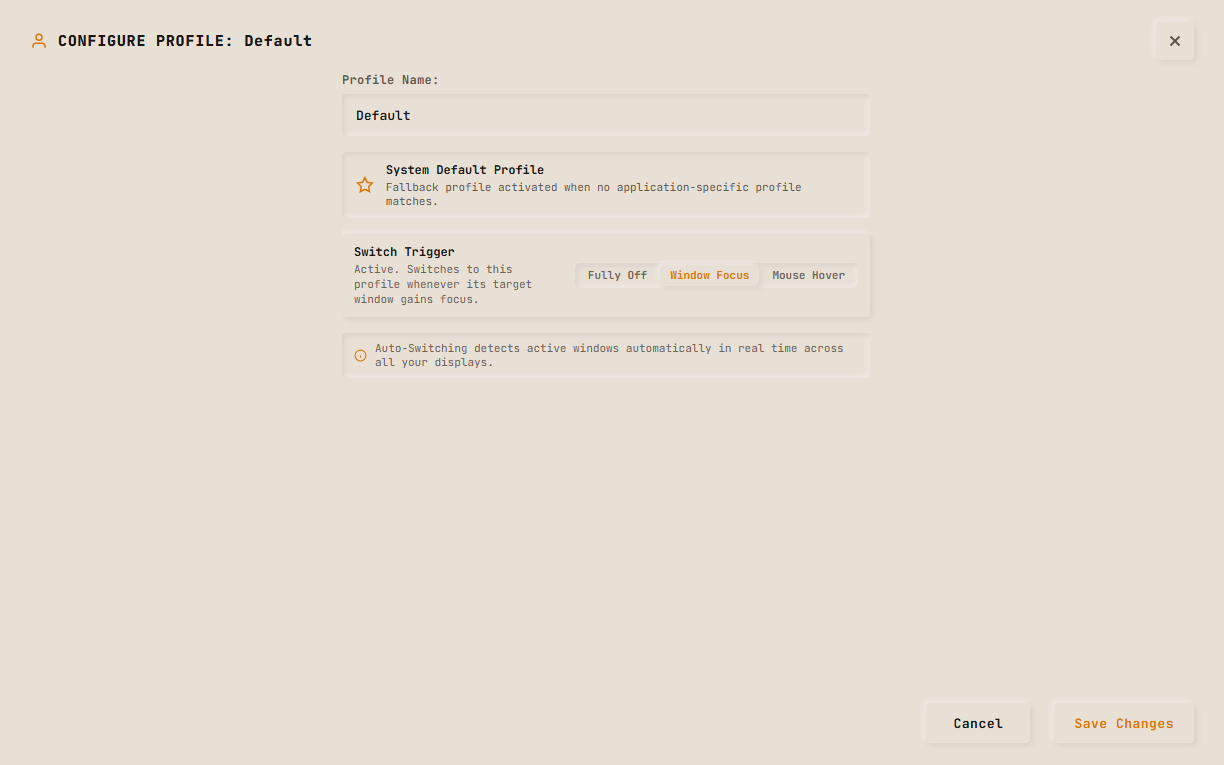 CONFIGURE PROFILE: Default
Profile Name:
Default
System Default Profile
Fallback profile activated when no application-specific profile
matches.
Switch Trigger
Active. Switches to this
profile whenever its target
window gains focus.
Fully Off Window Focus Mouse Hover
Auto-Switching detects active windows automatically in real time across
all your displays.
Cancel Save Changes